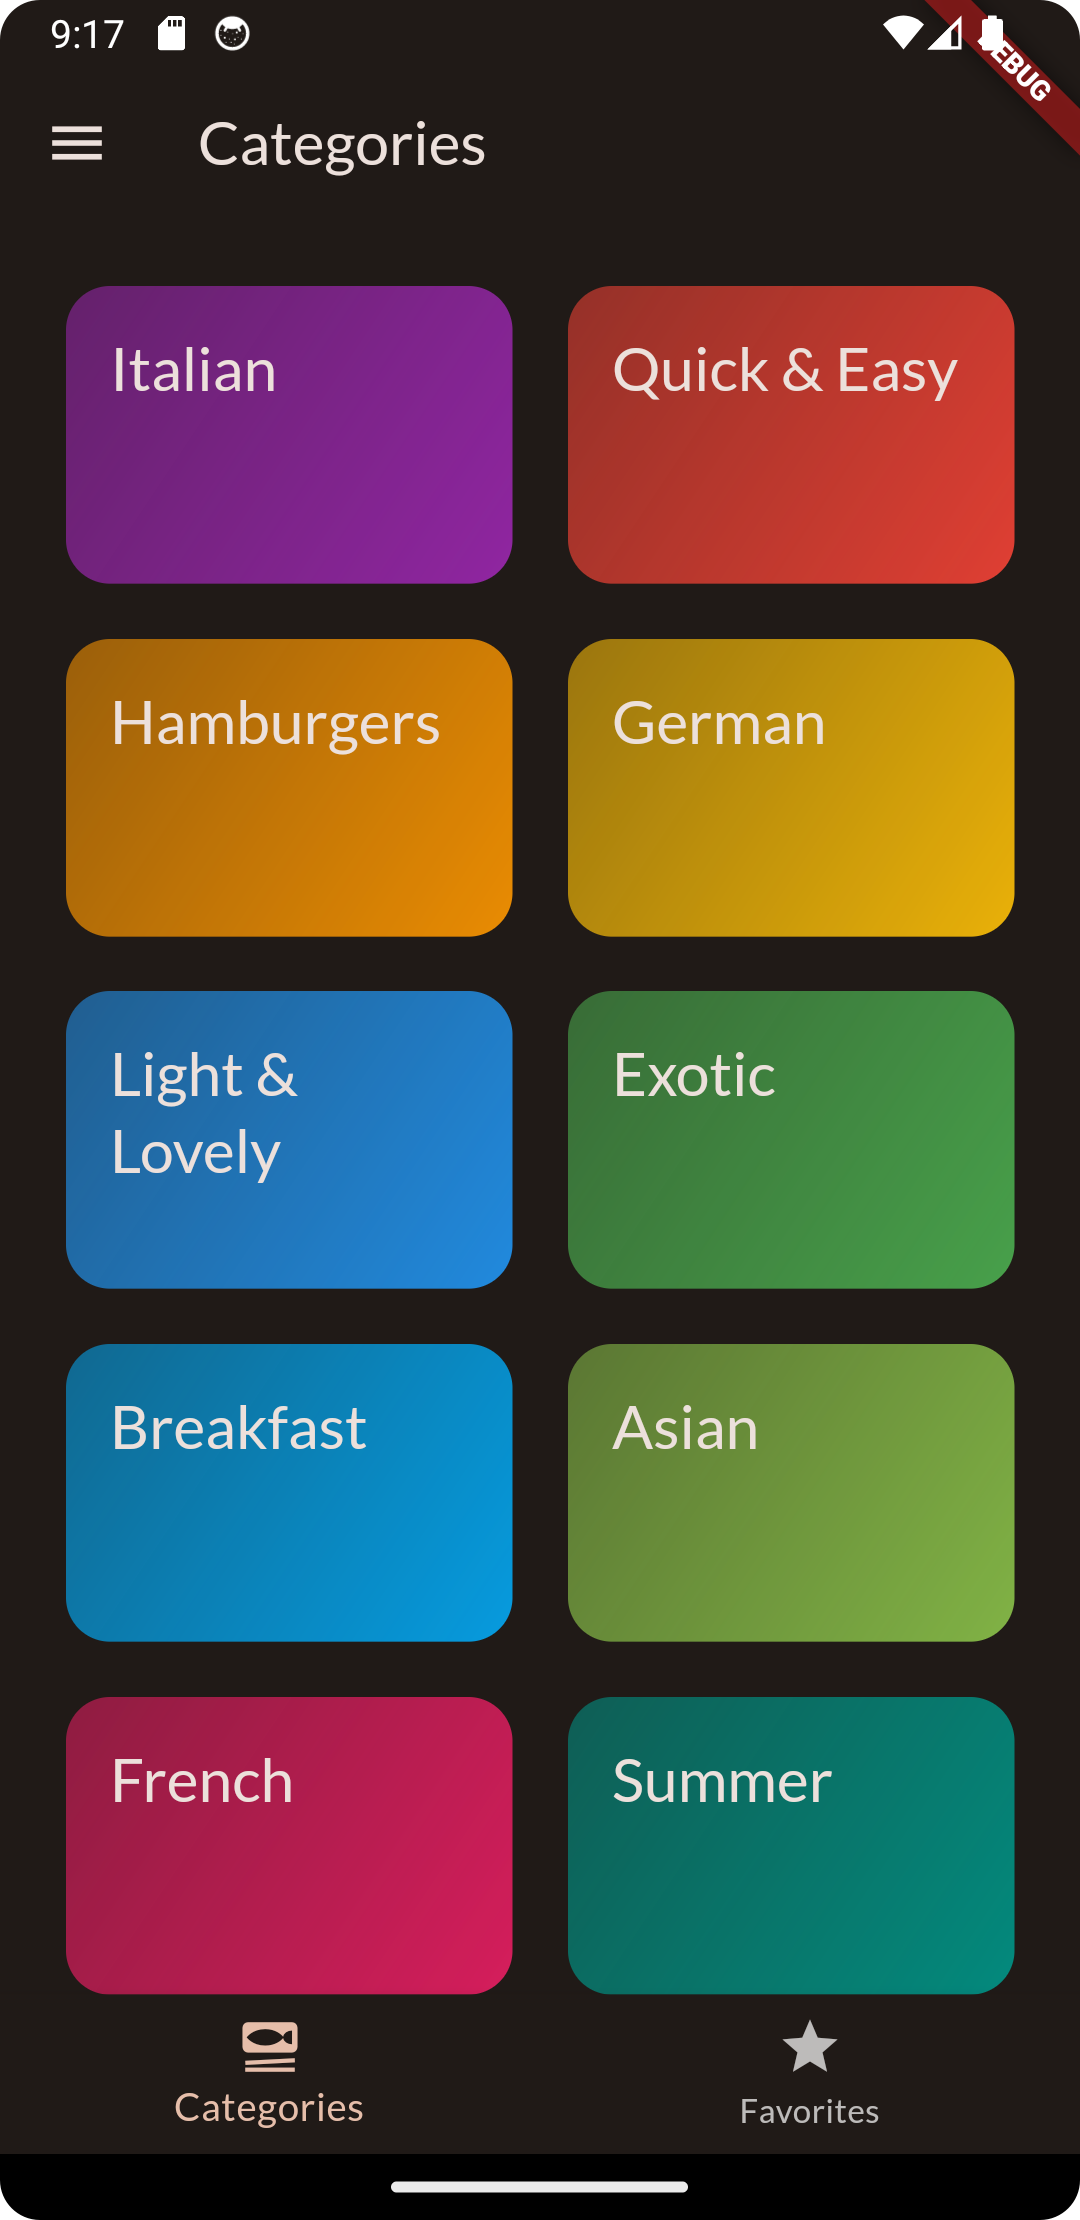 9:17
EBUG
Categories
Italian
Quick & Easy
Hamburgers
German
Light &
Lovely
Exotic
Breakfast
Asian
French
Summer
Categories
Favorites